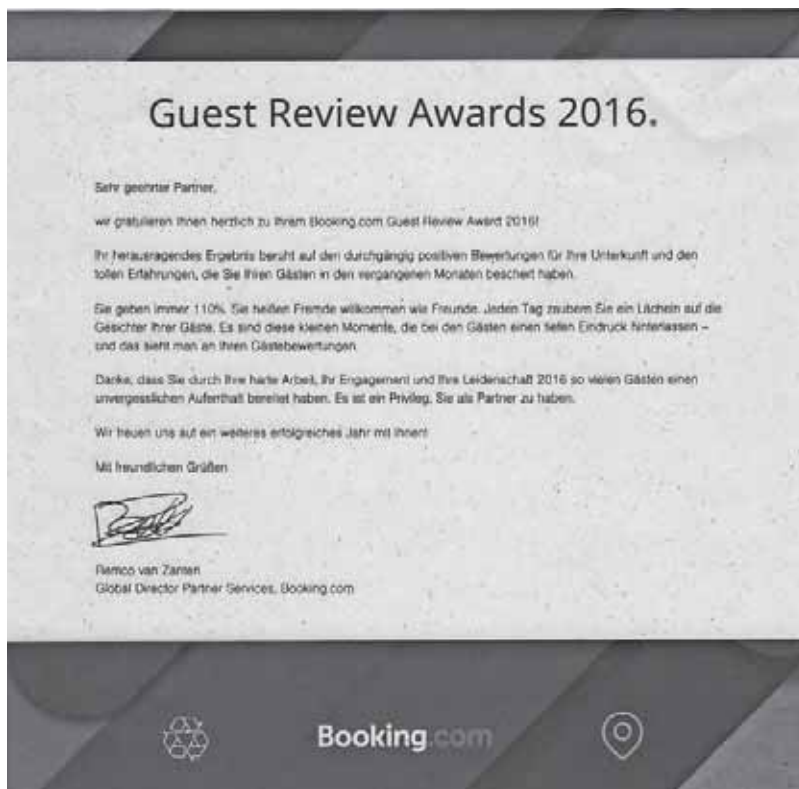 Guest Review Awards 2016.
Sehr geehrter Partner,
wir gratulieren Ihnen herzlich zu Ihrem Booking.com Guest Review Award 2016!
Ihr herausragendes Ergebnis beruht auf den durchgängig positiven Bewertungen für Ihre Unterkunft und den
tollen Erfahrungen, die Sie Ihren Gästen in den vergangenen Monaten beschert haben.
Sie geben immer 110%. Sie heißen Fremde willkommen wie Freunde. Jeden Tag zaubern Sie ein Lächeln auf die
Gesichter Ihrer Gäste. Es sind diese kleinen Momente, die bei den Gästen einen tiefen Eindruck hinterlassen –
und das sieht man an Ihren Gästebewertungen.
Danke, dass Sie durch Ihre harte Arbeit, Ihr Engagement und Ihre Leidenschaft 2016 so vielen Gästen einen
unvergesslichen Aufenthalt bereitet haben. Es ist ein Privileg, Sie als Partner zu haben.
Wir freuen uns auf ein weiteres erfolgreiches Jahr mit Ihnen!
Mit freundlichen Grüßen
Remco van Zanten
Global Director Partner Services, Booking.com
Booking.com